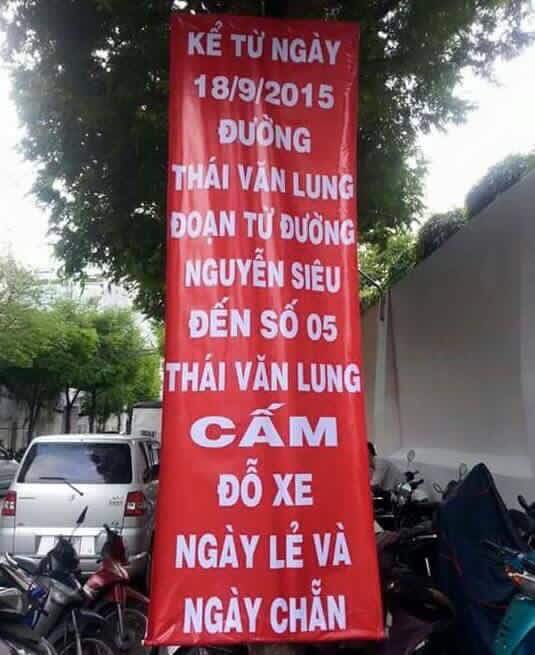 KỂ TỪ NGÀY
18/9/2015
ĐƯỜNG
THÁI VĂN LUNG
ĐOẠN TỪ ĐƯỜNG
NGUYỄN SIÊU
ĐẾN SỐ 05
THÁI VĂN LUNG
CẤM
ĐỖ XE
NGÀY LẺ VÀ
NGÀY CHẴN